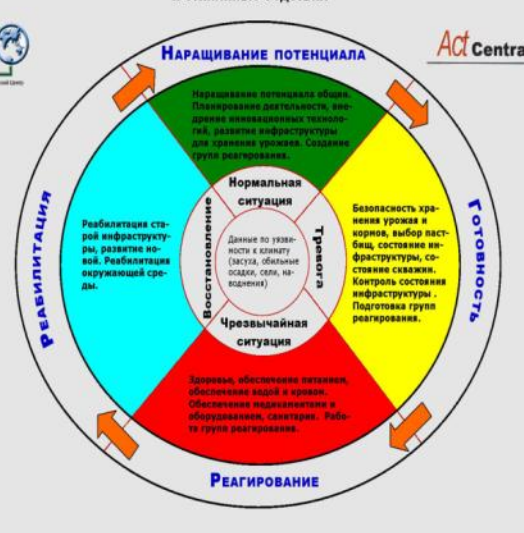 НАРАЩИВАНИЕ ПОТЕНЦИАЛА
Act Centra
Наращивание потенциала общин.
Планирование деятельности, вне-
дрение инновационных техноло-
гий, развитие инфраструктуры
для хранения урожаев. Создание
групп реагирования.
Нормальная
ситуация
РЕАБИЛИТАЦИЯ
Реабилитация ста-
рой инфраструкту-
ры, развитие но-
вой. Реабилитация
окружающей сре-
ды.
Восстановление
Данные по уязви-
мости к климату
(засуха, обильные
осадки, сели, на-
воднения)
Тревога
Безопасность хра-
нения урожая и
кормов, выбор паст-
бищ, состояние ин-
фраструктуры, со-
стояние скважин.
Контроль состояния
инфраструктуры .
Подготовка групп
реагирования.
ГОТОВНОСТЬ
Чрезвычайная
ситуация
Здоровье, обеспечение питанием,
обеспечение водой и кровом.
Обеспечение медикаментами и
оборудованием, санитария. Рабо-
та групп реагирования.
РЕАГИРОВАНИЕ